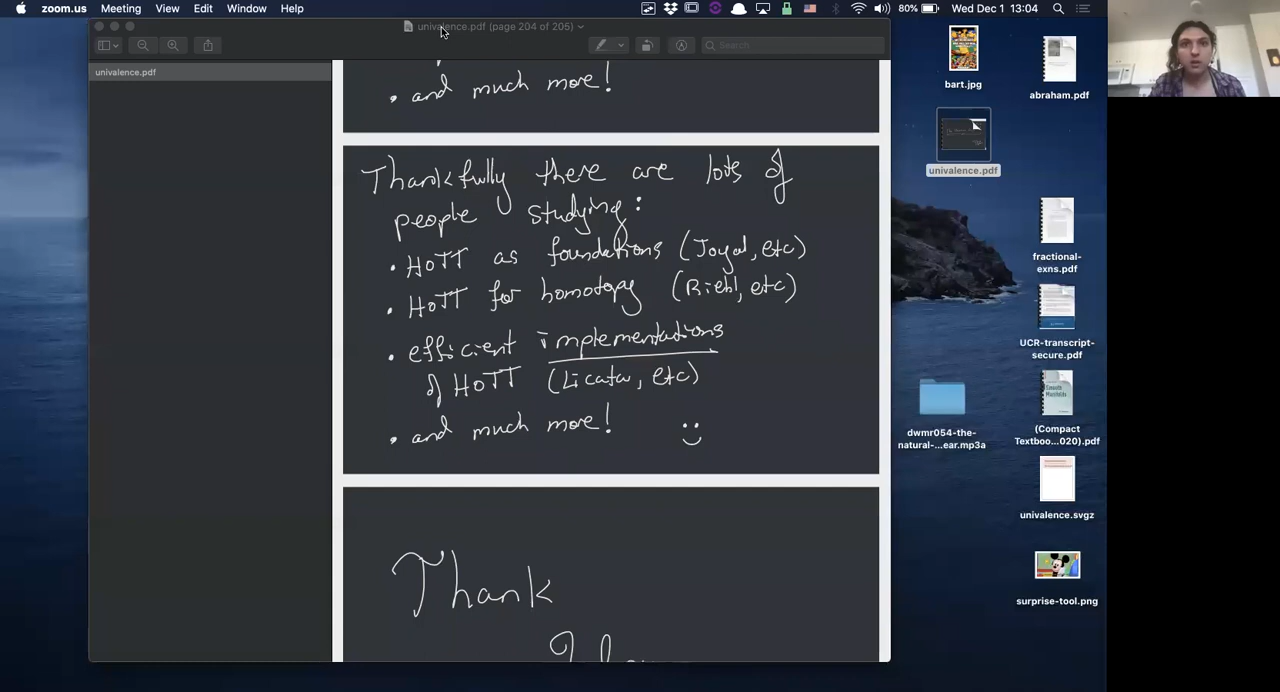 zoom.us Meeting View Edit Window Help
80% Wed Dec 1 13:04
univalence.pdf (page 204 of 205)
Search
univalence.pdf
• and much more!
Thankfully there are lots of
people studying:
• HoTT as foundations (Joyal, etc)
• HoTT for homotopy (Riehl, etc)
• efficient implementations
of HoTT (Licata, etc)
• and much more! :)
Thank
bart.jpg
abraham.pdf
univalence.pdf
fractional-
exns.pdf
UCR-transcript-
secure.pdf
dwmr054-the-
natural-...ear.mp3a
(Compact
Textboo...020).pdf
univalence.svgz
surprise-tool.png